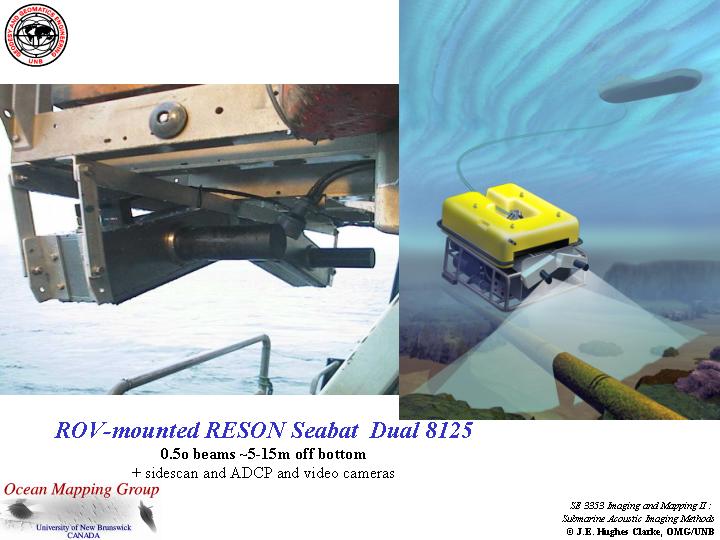 GEODESY AND GEOMATICS ENGINEERING
UNB
ROV-mounted RESON Seabat Dual 8125
0.5o beams ~5-15m off bottom
+ sidescan and ADCP and video cameras
Ocean Mapping Group
University of New Brunswick
CANADA
SE 3353 Imaging and Mapping II :
Submarine Acoustic Imaging Methods
© J.E. Hughes Clarke, OMG/UNB